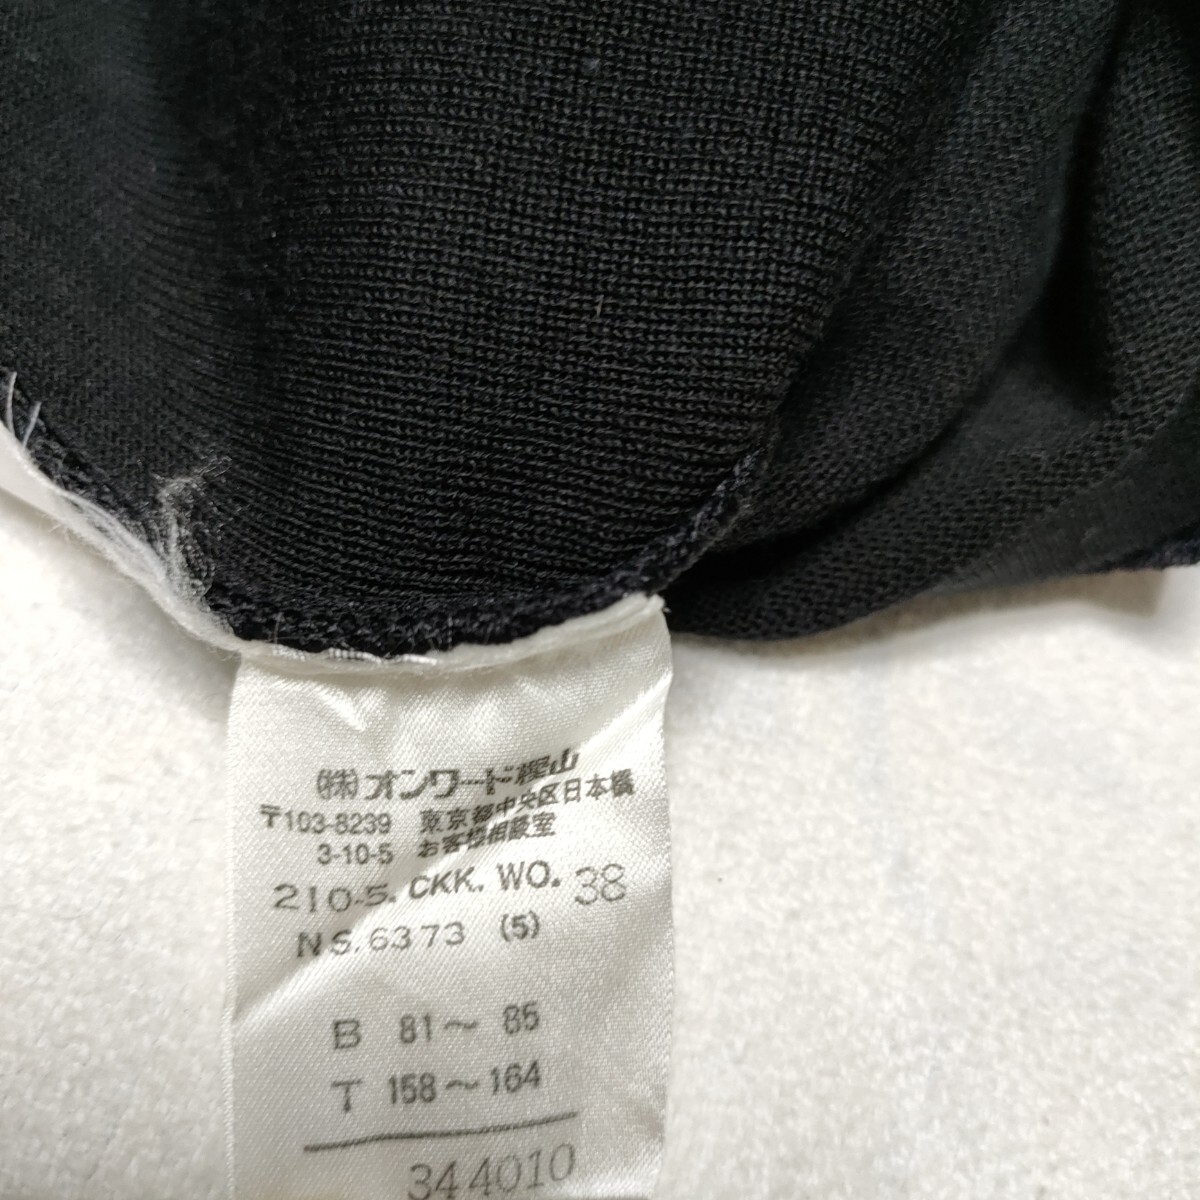 (株)オンワード樫山
〒103-8239 東京都中央区日本橋
3-10-5 お客様相談室
210-5. CKK. WO. 38
NS. 6373 (5)
B 81～ 85
T 158～164
344010